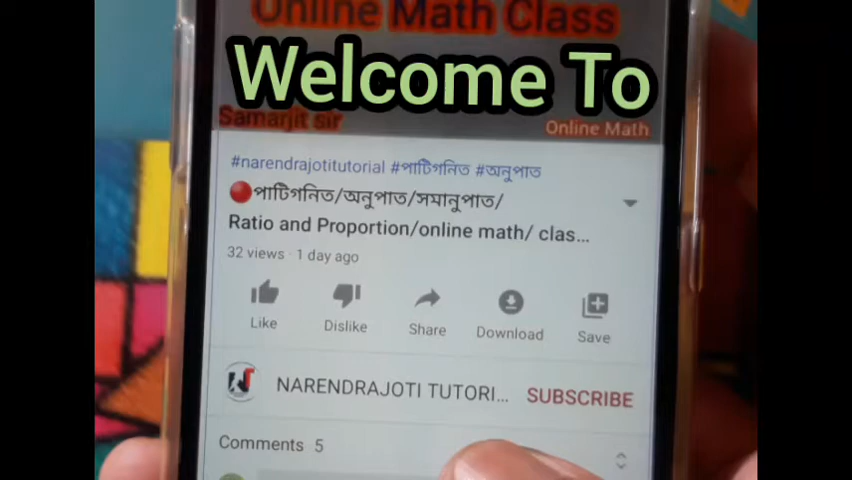 Online Math Class
Welcome To
Samarjit sir
Online Math
#narendrajotitutorial #পাটিগনিত #অনুপাত
পাটিগনিত/অনুপাত/সমানুপাত/
Ratio and Proportion/online math/ clas...
32 views · 1 day ago
Like
Dislike
Share
Download
Save
NARENDRAJOTI TUTORI... SUBSCRIBE
Comments 5